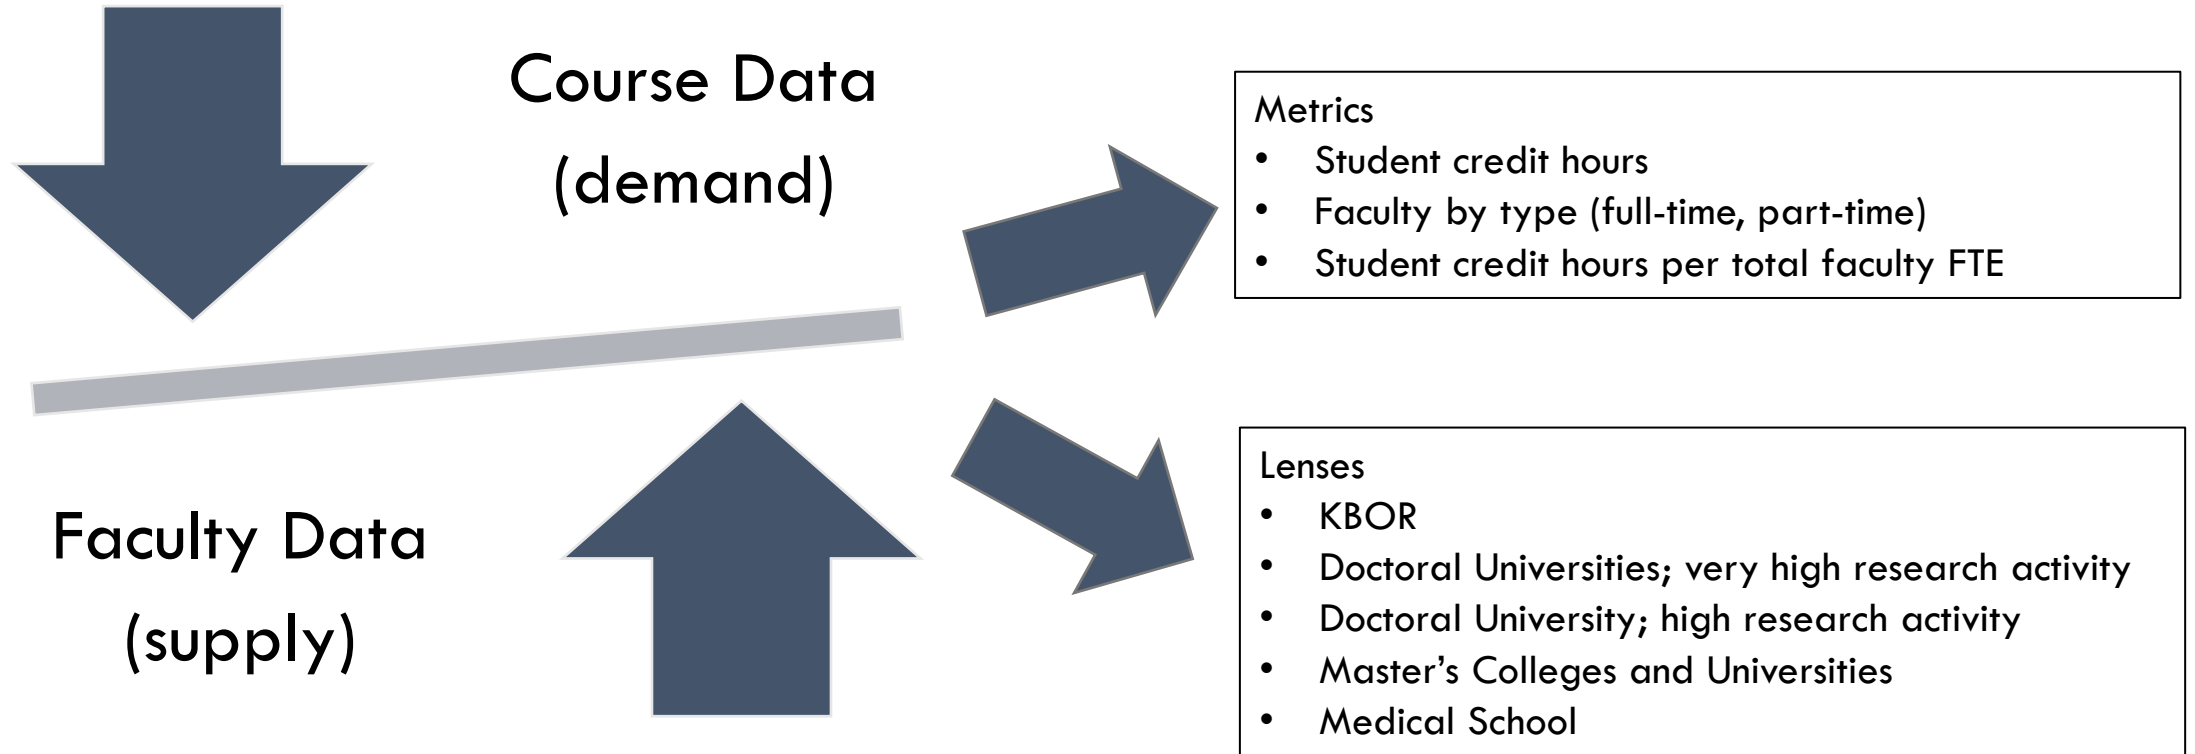 Course Data
(demand)
Faculty Data
(supply)
Metrics
• Student credit hours
• Faculty by type (full-time, part-time)
• Student credit hours per total faculty FTE
Lenses
• KBOR
• Doctoral Universities; very high research activity
• Doctoral University; high research activity
• Master’s Colleges and Universities
• Medical School